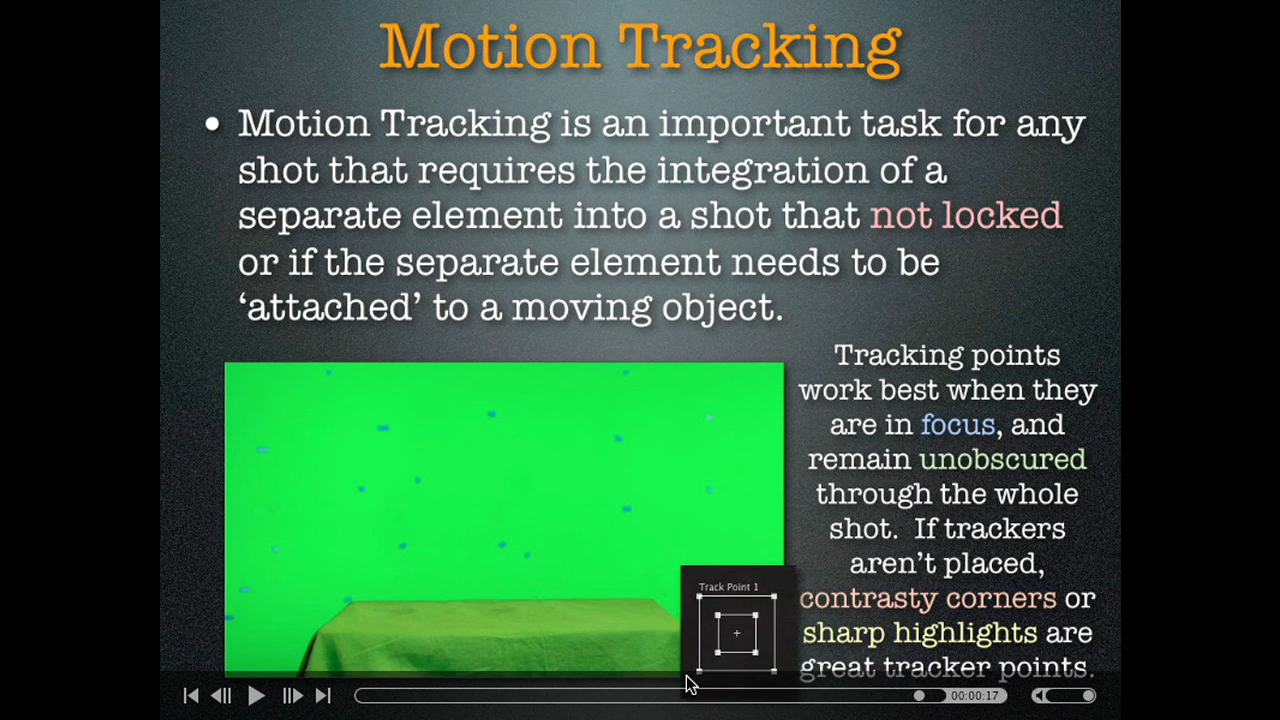 Motion Tracking
• Motion Tracking is an important task for any
shot that requires the integration of a
separate element into a shot that not locked
or if the separate element needs to be
‘attached’ to a moving object.
Tracking points
work best when they
are in focus, and
remain unobscured
through the whole
shot. If trackers
aren’t placed,
contrasty corners or
sharp highlights are
great tracker points.
Track Point 1
00:00:17